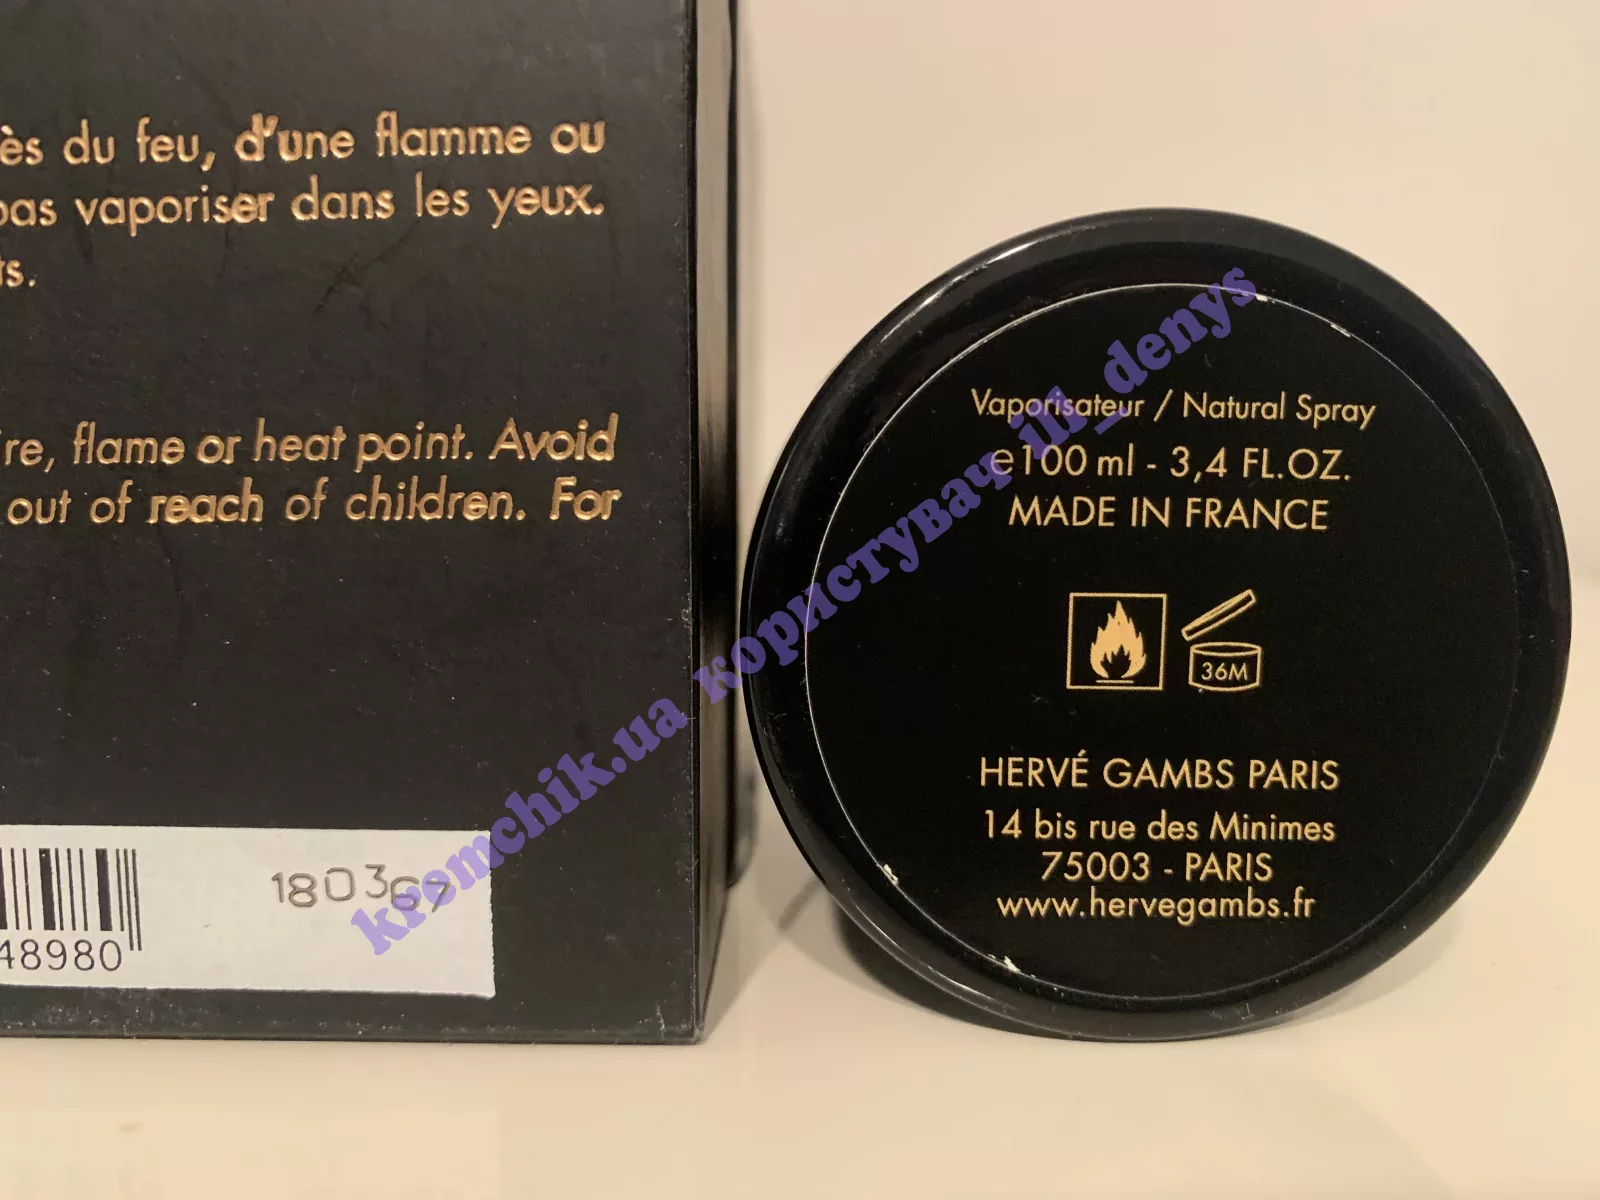 ès du feu, d'une flamme ou
pas vaporiser dans les yeux.
ts.
ire, flame or heat point. Avoid
out of reach of children. For
180367
48980
Vaporisateur / Natural Spray
℮100 ml - 3,4 FL.OZ.
MADE IN FRANCE
36M
HERVÉ GAMBS PARIS
14 bis rue des Minimes
75003 - PARIS
www.hervegambs.fr
kremchik.ua користувач ili_denys